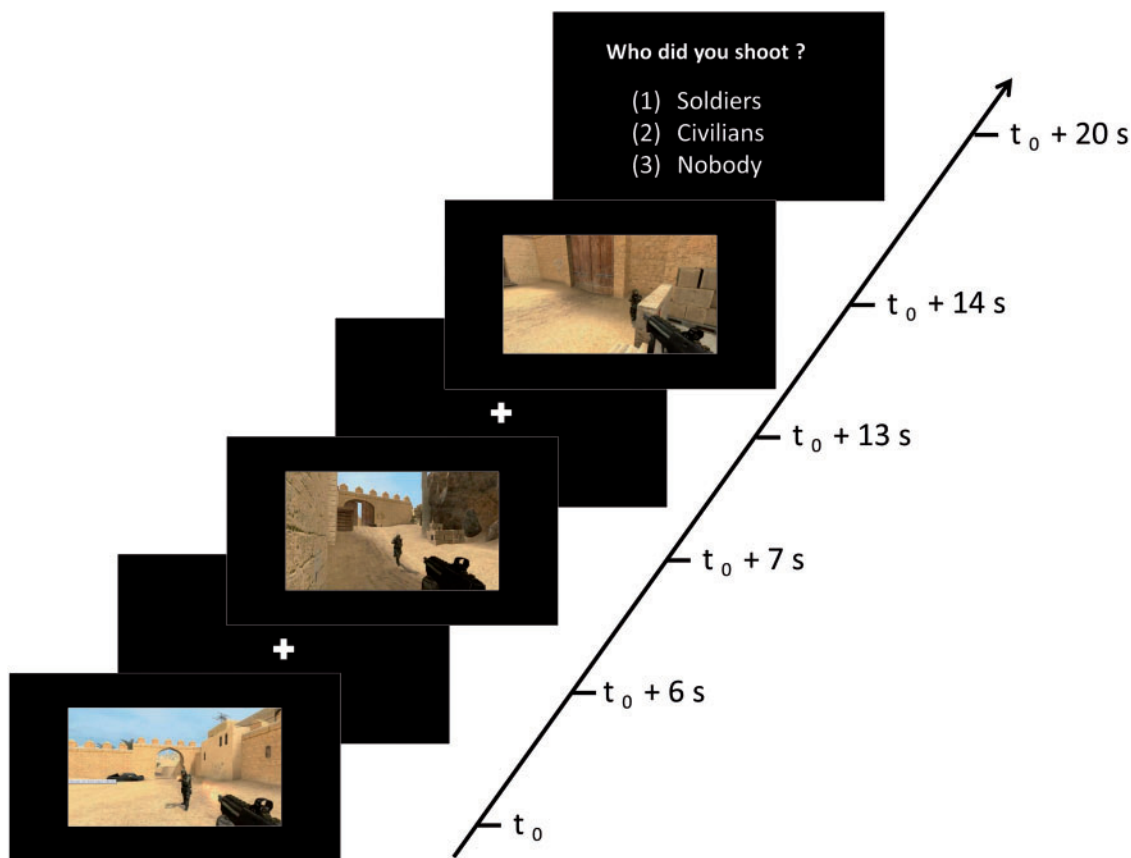 Who did you shoot ?
(1) Soldiers
(2) Civilians
(3) Nobody
t 0 + 20 s
t 0 + 14 s
t 0 + 13 s
t 0 + 7 s
t 0 + 6 s
t 0